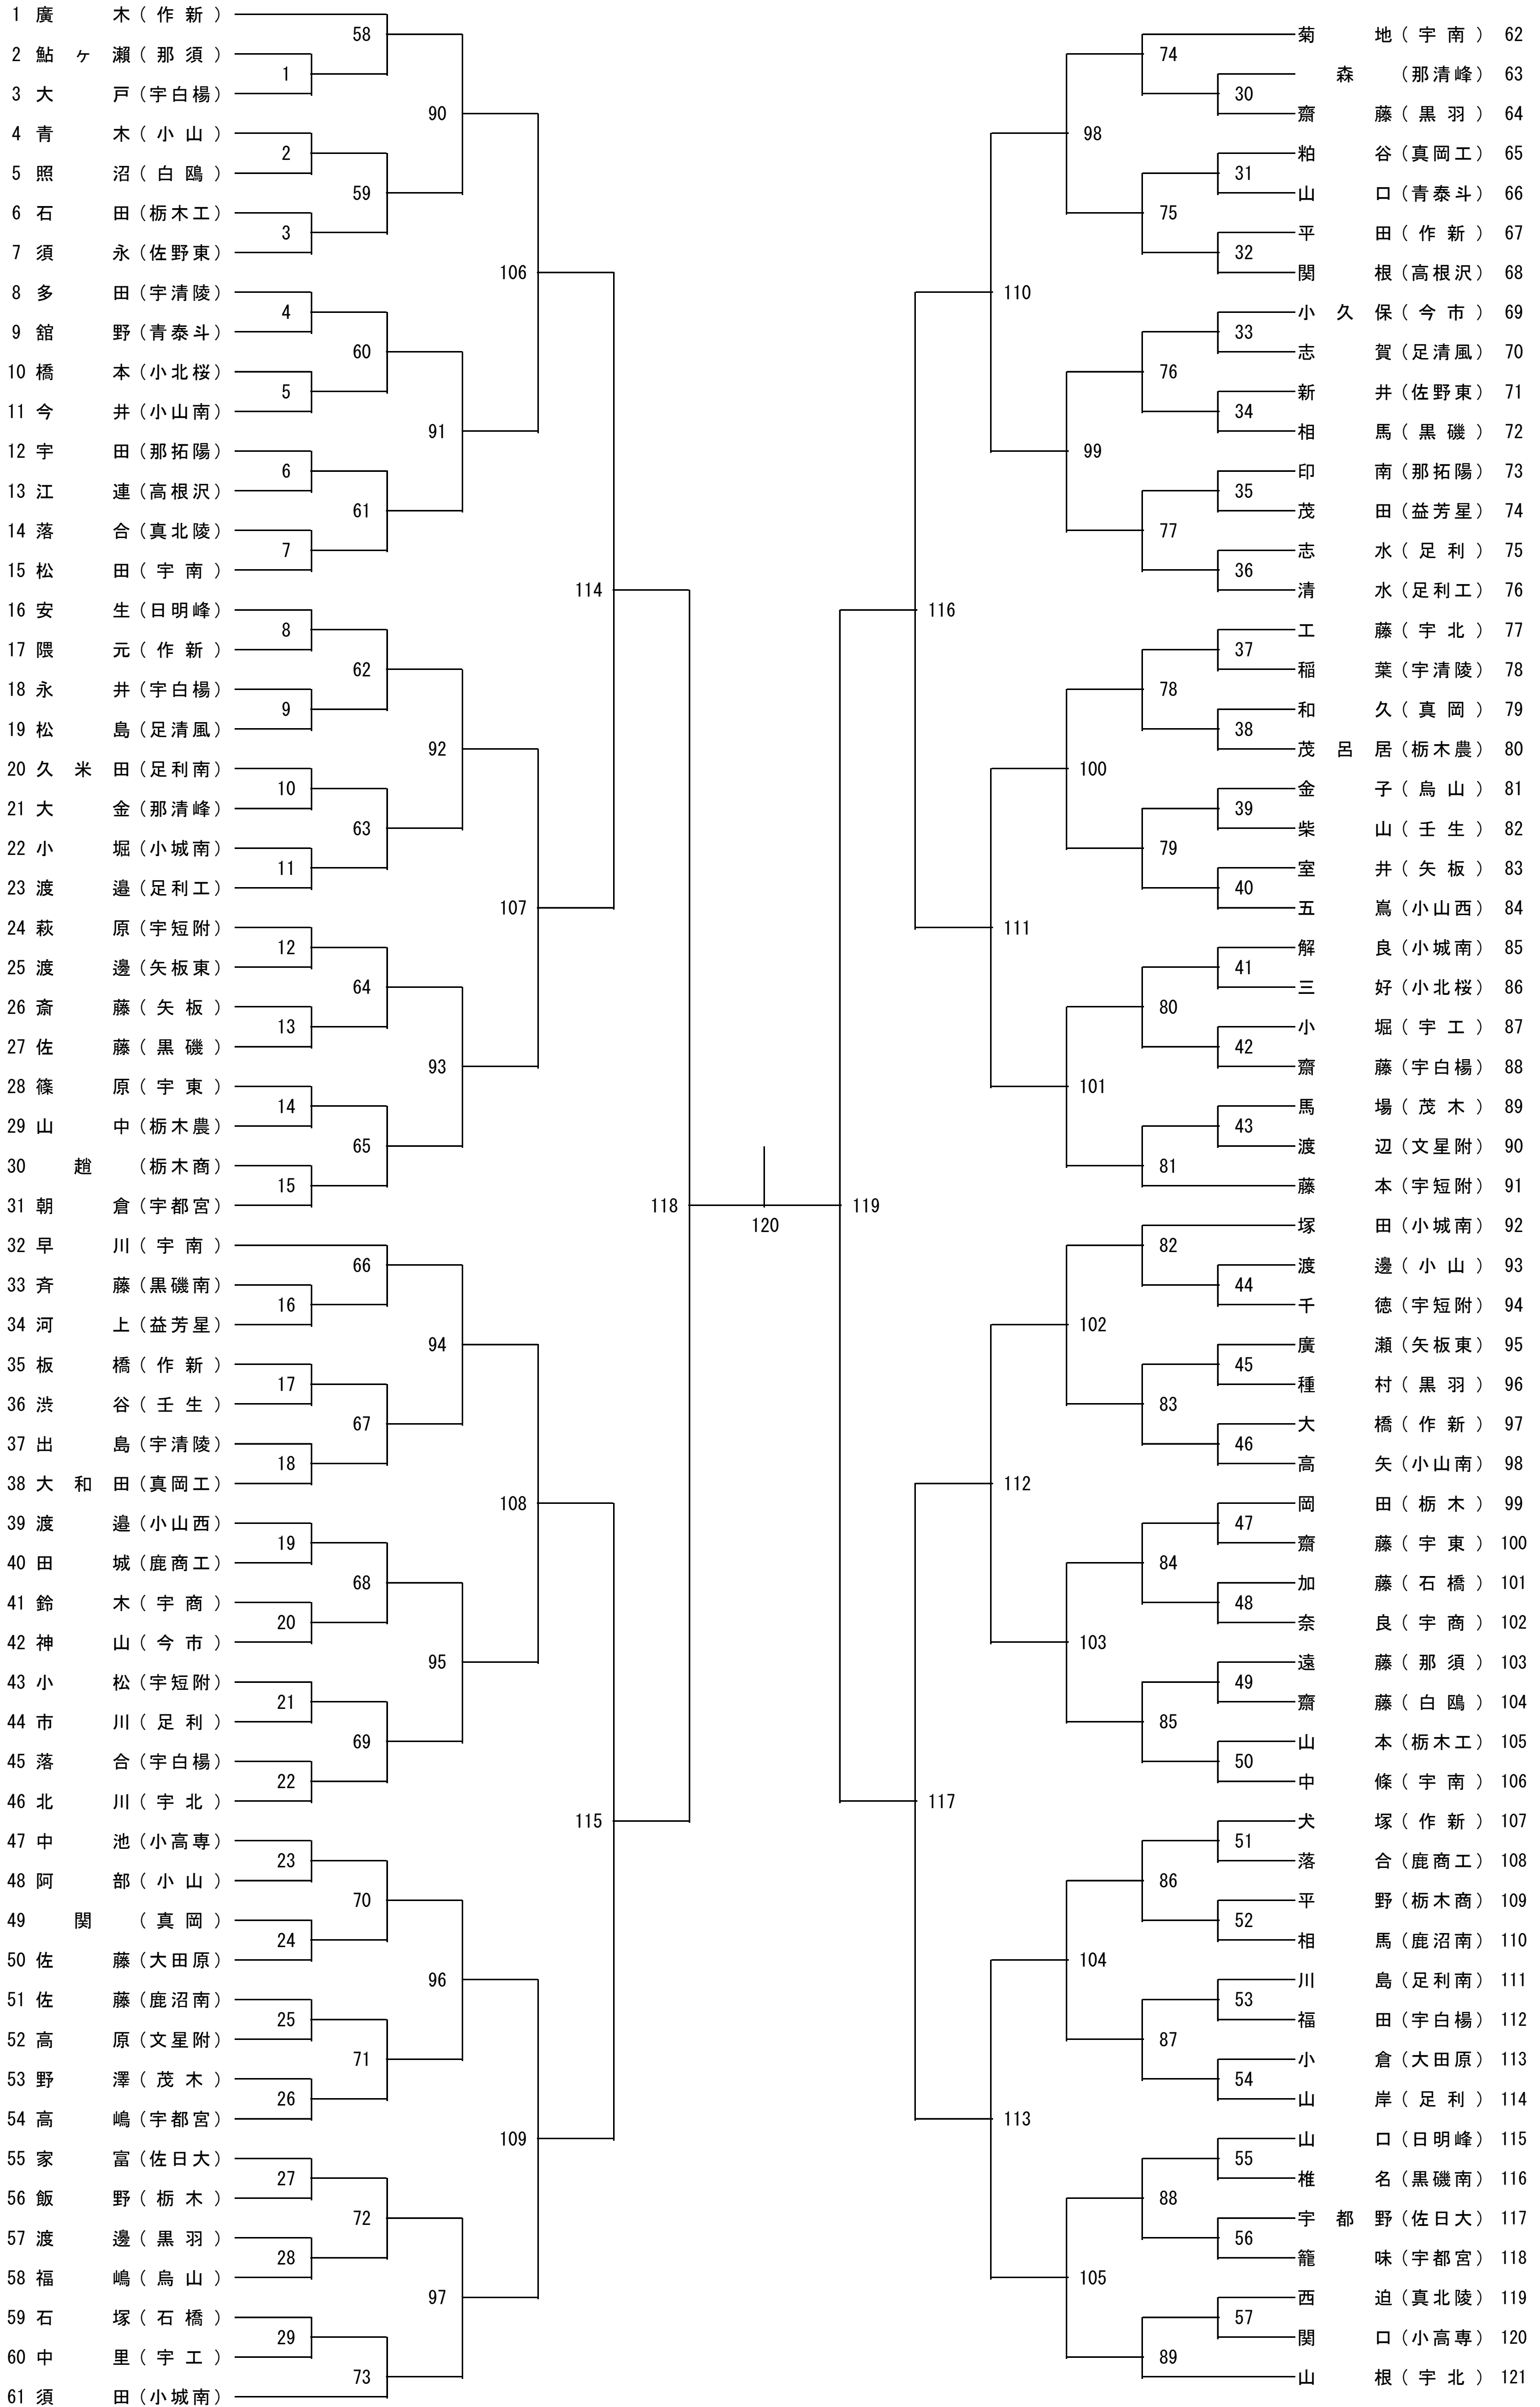 1 廣木(作新)
2 鮎ヶ瀬(那須)
3 大戸(宇白楊)
4 青木(小山)
5 照沼(白鴎)
6 石田(栃木工)
7 須永(佐野東)
8 多田(宇清陵)
9 舘野(青泰斗)
10 橋本(小北桜)
11 今井(小山南)
12 宇田(那拓陽)
13 江連(高根沢)
14 落合(真北陵)
15 松田(宇南)
16 安生(日明峰)
17 隈元(作新)
18 永井(宇白楊)
19 松島(足清風)
20 久米田(足利南)
21 大金(那清峰)
22 小堀(小城南)
23 渡邉(足利工)
24 萩原(宇短附)
25 渡邊(矢板東)
26 斎藤(矢板)
27 佐藤(黒磯)
28 篠原(宇東)
29 山中(栃木農)
30 趙(栃木商)
31 朝倉(宇都宮)
32 早川(宇南)
33 斉藤(黒磯南)
34 河上(益芳星)
35 板橋(作新)
36 渋谷(壬生)
37 出島(宇清陵)
38 大和田(真岡工)
39 渡邉(小山西)
40 田城(鹿商工)
41 鈴木(宇商)
42 神山(今市)
43 小松(宇短附)
44 市川(足利)
45 落合(宇白楊)
46 北川(宇北)
47 中池(小高専)
48 阿部(小山)
49 関(真岡)
50 佐藤(大田原)
51 佐藤(鹿沼南)
52 高原(文星附)
53 野澤(茂木)
54 高嶋(宇都宮)
55 家富(佐日大)
56 飯野(栃木)
57 渡邊(黒羽)
58 福嶋(烏山)
59 石塚(石橋)
60 中里(宇工)
61 須田(小城南)
1
2
3
4
5
6
7
8
9
10
11
12
13
14
15
16
17
18
19
20
21
22
23
24
25
26
27
28
29
58
59
60
61
62
63
64
65
66
67
68
69
70
71
72
73
90
91
92
93
94
95
96
97
106
107
108
109
114
115
118
120
119
116
117
110
111
112
113
98
99
100
101
102
103
104
105
74
75
76
77
78
79
80
81
82
83
84
85
86
87
88
89
30
31
32
33
34
35
36
37
38
39
40
41
42
43
44
45
46
47
48
49
50
51
52
53
54
55
56
57
菊地(宇南) 62
森(那清峰) 63
齋藤(黒羽) 64
粕谷(真岡工) 65
山口(青泰斗) 66
平田(作新) 67
関根(高根沢) 68
小久保(今市) 69
志賀(足清風) 70
新井(佐野東) 71
相馬(黒磯) 72
印南(那拓陽) 73
茂田(益芳星) 74
志水(足利) 75
清水(足利工) 76
工藤(宇北) 77
稲葉(宇清陵) 78
和久(真岡) 79
茂呂居(栃木農) 80
金子(烏山) 81
柴山(壬生) 82
室井(矢板) 83
五嶌(小山西) 84
解良(小城南) 85
三好(小北桜) 86
小堀(宇工) 87
齋藤(宇白楊) 88
馬場(茂木) 89
渡辺(文星附) 90
藤本(宇短附) 91
塚田(小城南) 92
渡邊(小山) 93
千徳(宇短附) 94
廣瀬(矢板東) 95
種村(黒羽) 96
大橋(作新) 97
高矢(小山南) 98
岡田(栃木) 99
齋藤(宇東) 100
加藤(石橋) 101
奈良(宇商) 102
遠藤(那須) 103
齋藤(白鴎) 104
山本(栃木工) 105
中條(宇南) 106
犬塚(作新) 107
落合(鹿商工) 108
平野(栃木商) 109
相馬(鹿沼南) 110
川島(足利南) 111
福田(宇白楊) 112
小倉(大田原) 113
山岸(足利) 114
山口(日明峰) 115
椎名(黒磯南) 116
宇都野(佐日大) 117
籠味(宇都宮) 118
西迫(真北陵) 119
関口(小高専) 120
山根(宇北) 121